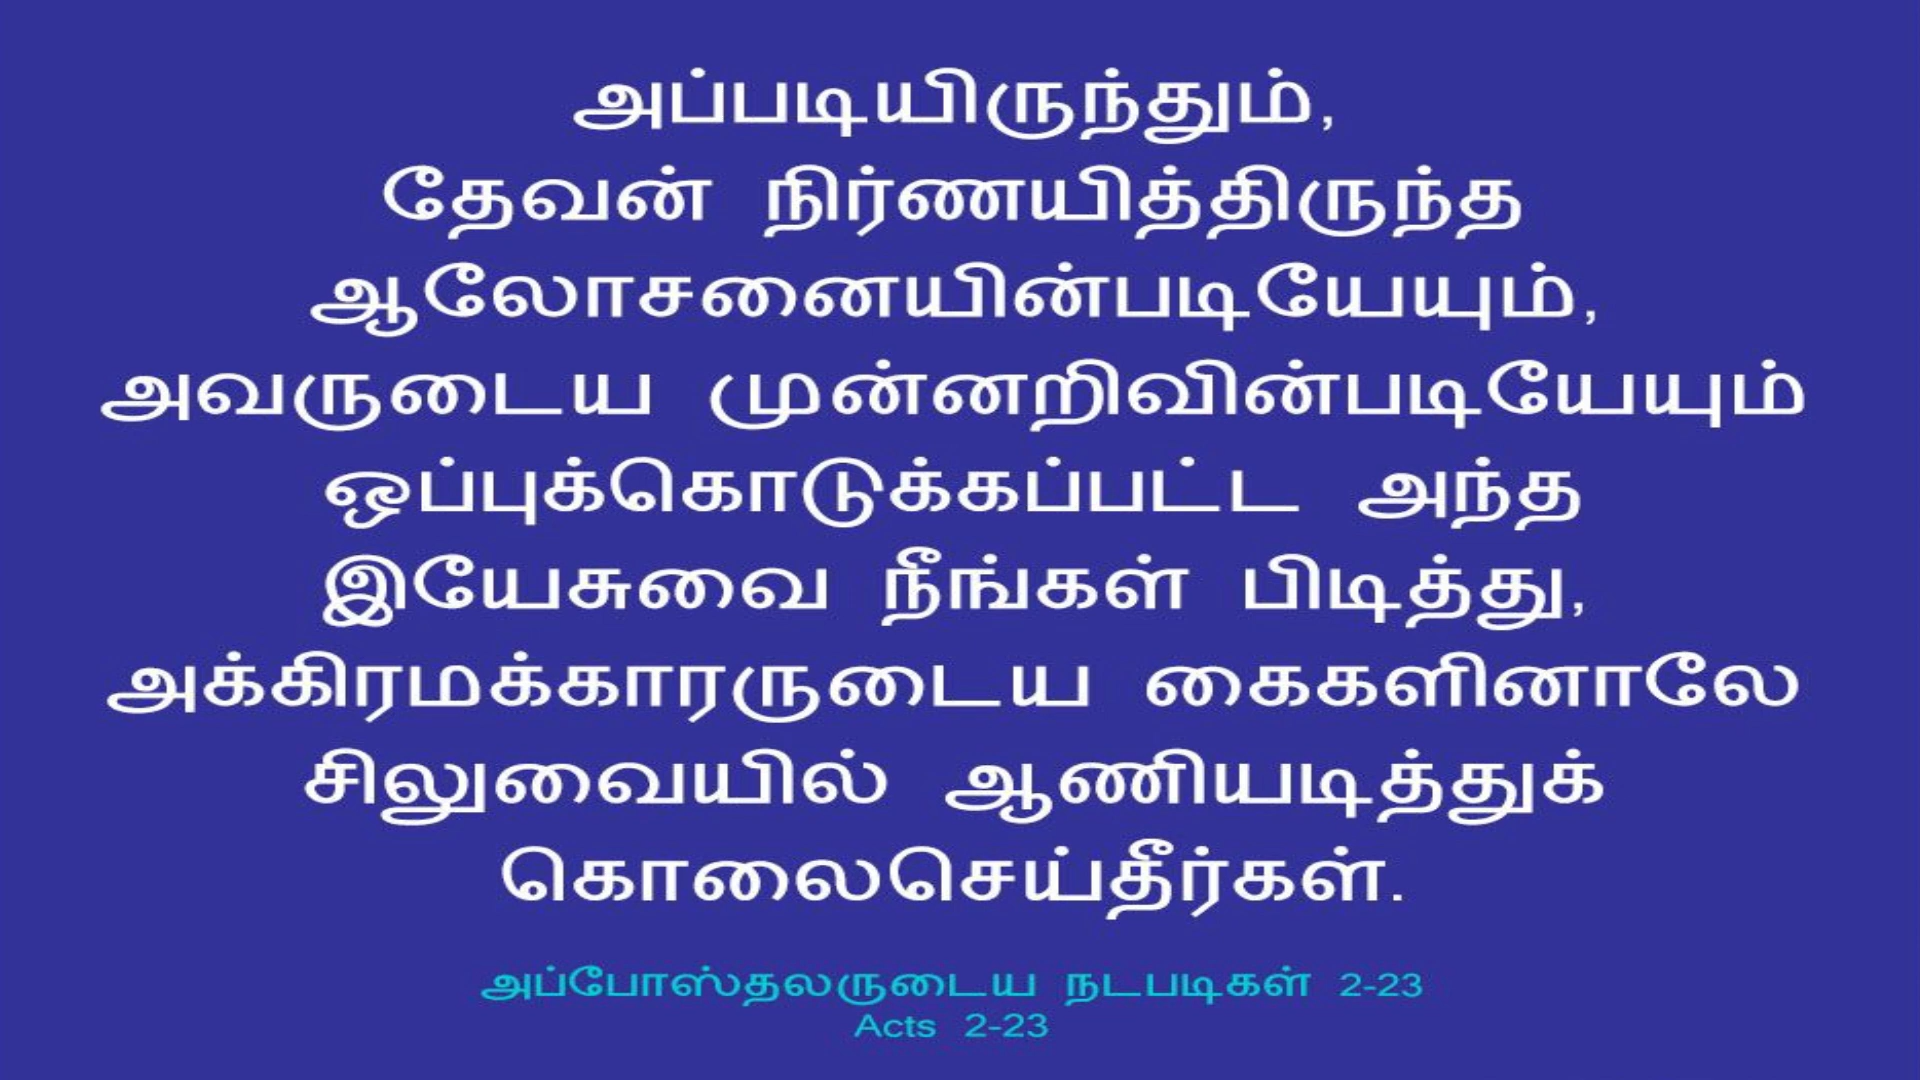 அப்படியிருந்தும்,
தேவன் நிர்ணயித்திருந்த
ஆலோசனையின்படியேயும்,
அவருடைய முன்னறிவின்படியேயும்
ஒப்புக்கொடுக்கப்பட்ட அந்த
இயேசுவை நீங்கள் பிடித்து,
அக்கிரமக்காரருடைய கைகளினாலே
சிலுவையில் ஆணியடித்துக்
கொலைசெய்தீர்கள்.
அப்போஸ்தலருடைய நடபடிகள் 2-23
Acts 2-23